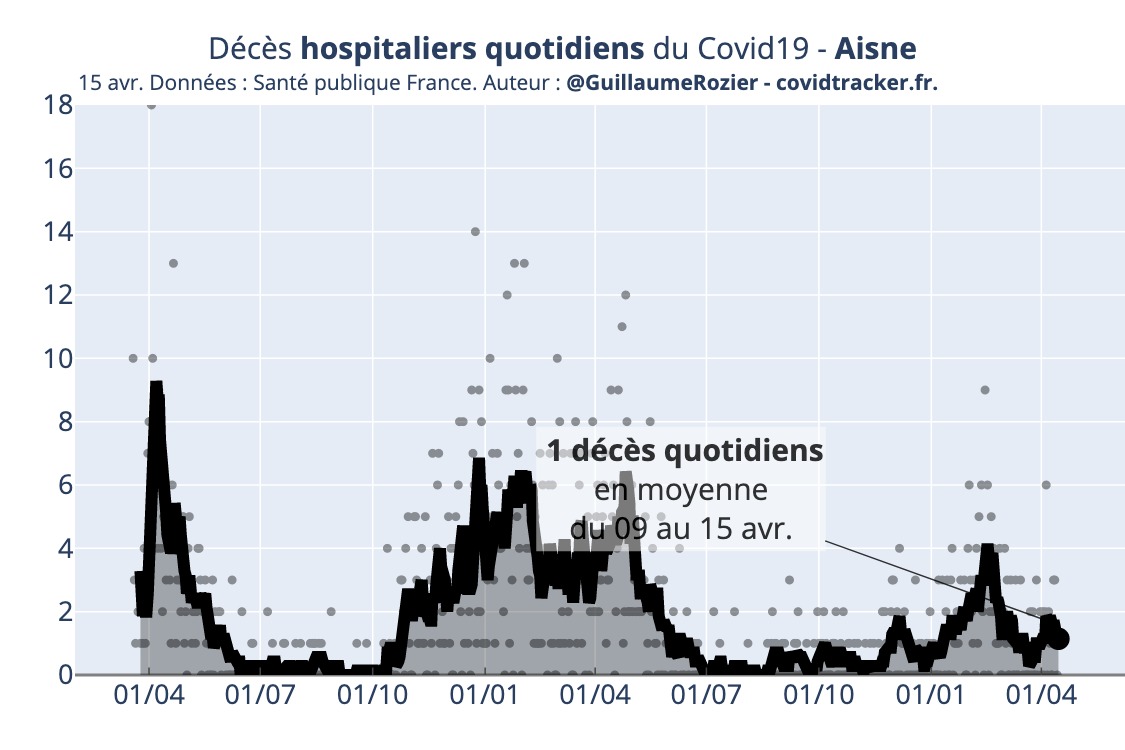 Décès hospitaliers quotidiens du Covid19 - Aisne
15 avr. Données : Santé publique France. Auteur : @GuillaumeRozier - covidtracker.fr.
18
16
14
12
10
8
6
4
2
0
1 décès quotidiens
en moyenne
du 09 au 15 avr.
01/04 01/07 01/10 01/01 01/04 01/07 01/10 01/01 01/04